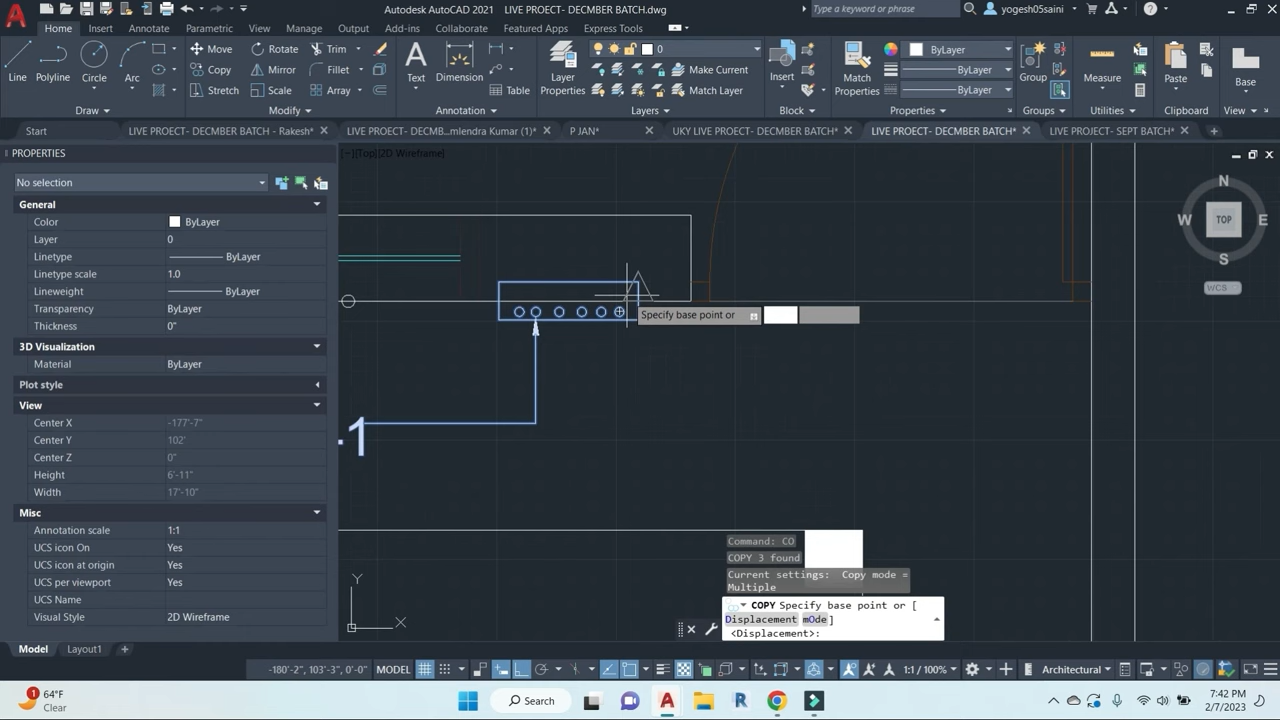 Autodesk AutoCAD 2021 LIVE PROECT- DECMBER BATCH.dwg
Type a keyword or phrase
yogesh05saini
Home Insert Annotate Parametric View Manage Output Add-ins Collaborate Featured Apps Express Tools
Line Polyline Circle Arc
Move Rotate Trim
Copy Mirror Fillet
Stretch Scale Array
Text Dimension Table
Layer Properties
0
Make Current
Match Layer
Insert
Match Properties
ByLayer
ByLayer
ByLayer
Group
Measure
Paste
Base
Draw Modify Annotation Layers Block Properties Groups Utilities Clipboard View
Start LIVE PROECT- DECMBER BATCH - Rakesh* LIVE PROECT- DECMB...mlendra Kumar (1)* P JAN* UKY LIVE PROECT- DECMBER BATCH* LIVE PROECT- DECMBER BATCH* LIVE PROJECT- SEPT BATCH*
PROPERTIES
[−][Top][2D Wireframe]
No selection
General
Color ByLayer
Layer 0
Linetype ByLayer
Linetype scale 1.0
Lineweight ByLayer
Transparency ByLayer
Thickness 0"
3D Visualization
Material ByLayer
Plot style
View
Center X -177'-7"
Center Y 102'
Center Z 0"
Height 6'-11"
Width 17'-10"
Misc
Annotation scale 1:1
UCS icon On Yes
UCS icon at origin Yes
UCS per viewport Yes
UCS Name
Visual Style 2D Wireframe
N
W TOP E
S
WCS
Specify base point or
.1
Y
X
Command: CO
COPY 3 found
Current settings: Copy mode =
Multiple
COPY Specify base point or [
Displacement mOde]
<Displacement>:
Model Layout1
-180'-2", 103'-3", 0'-0" MODEL 1:1 / 100% Architectural
1
64°F
Clear
Search
7:42 PM
2/7/2023